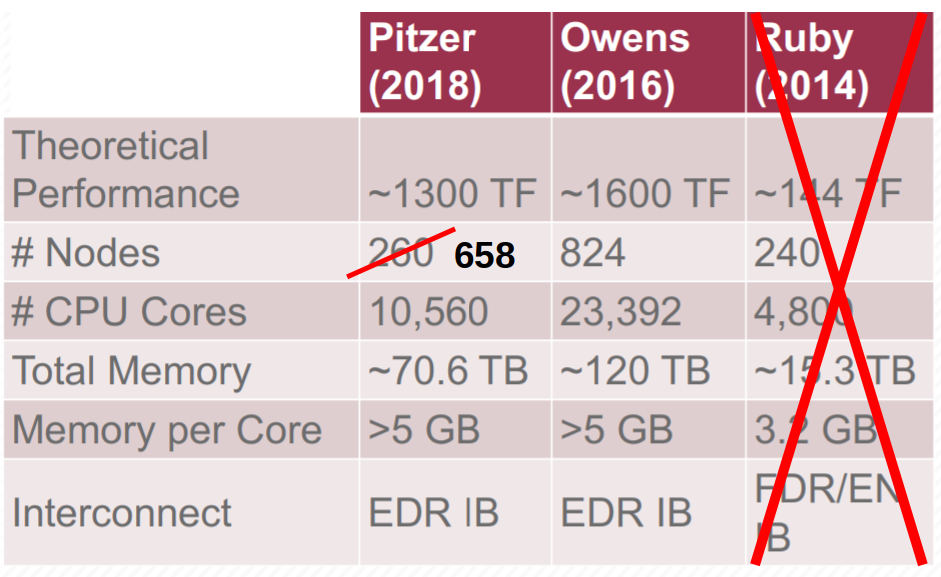 Pitzer (2018) Owens (2016) Ruby (2014)
Theoretical Performance ~1300 TF ~1600 TF ~144 TF
# Nodes 260 658 824 240
# CPU Cores 10,560 23,392 4,800
Total Memory ~70.6 TB ~120 TB ~15.3 TB
Memory per Core >5 GB >5 GB 3.2 GB
Interconnect EDR IB EDR IB FDR/EN IB